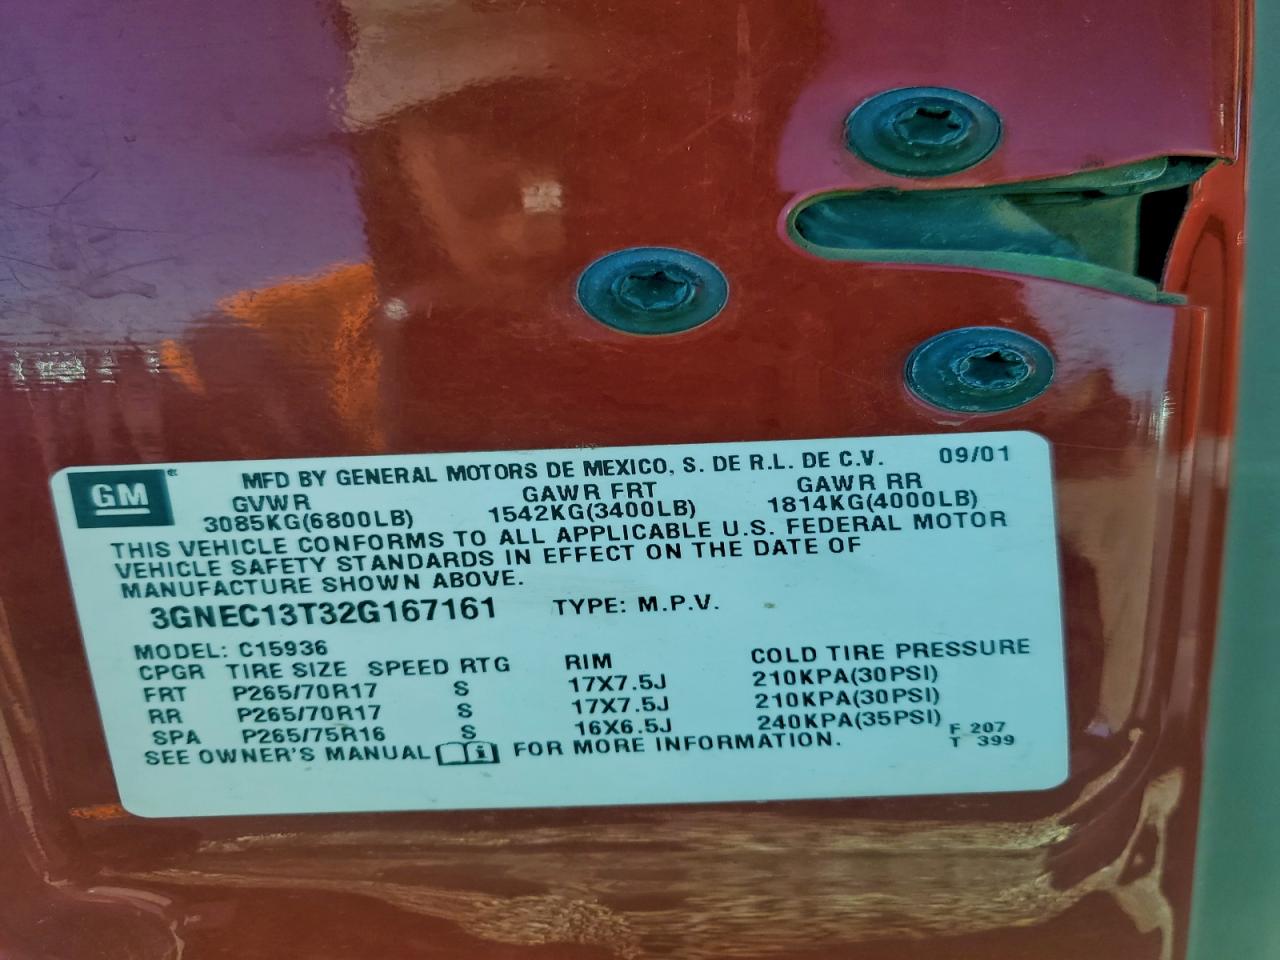 GM® MFD BY GENERAL MOTORS DE MEXICO, S. DE R.L. DE C.V. 09/01
GVWR GAWR FRT GAWR RR
3085KG(6800LB) 1542KG(3400LB) 1814KG(4000LB)
THIS VEHICLE CONFORMS TO ALL APPLICABLE U.S. FEDERAL MOTOR
VEHICLE SAFETY STANDARDS IN EFFECT ON THE DATE OF
MANUFACTURE SHOWN ABOVE.
3GNEC13T32G167161 TYPE: M.P.V.
MODEL: C15936
CPGR TIRE SIZE SPEED RTG RIM COLD TIRE PRESSURE
FRT P265/70R17 S 17X7.5J 210KPA(30PSI)
RR P265/70R17 S 17X7.5J 210KPA(30PSI)
SPA P265/75R16 S 16X6.5J 240KPA(35PSI) F 207
SEE OWNER'S MANUAL FOR MORE INFORMATION. T 399